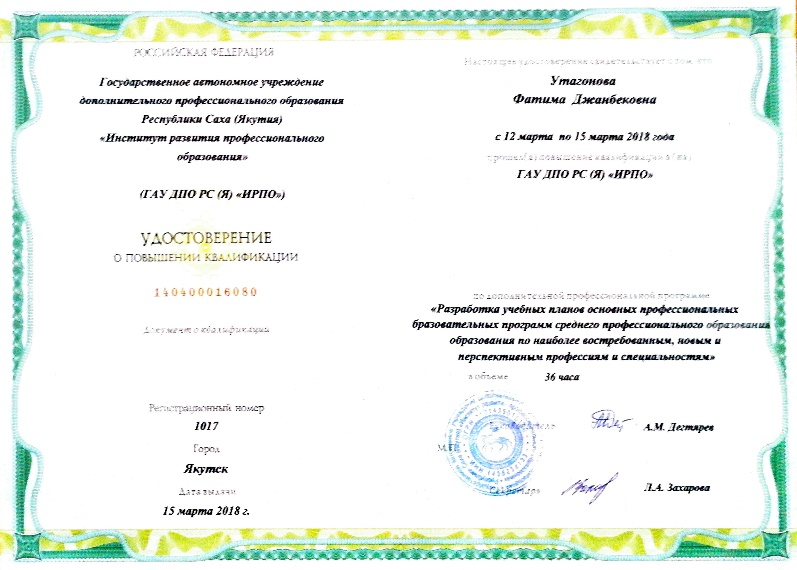 РОССИЙСКАЯ ФЕДЕРАЦИЯ
Государственное автономное учреждение
дополнительного профессионального образования
Республики Саха (Якутия)
«Институт развития профессионального
образования»
(ГАУ ДПО РС (Я) «ИРПО»)
УДОСТОВЕРЕНИЕ
О ПОВЫШЕНИИ КВАЛИФИКАЦИИ
140400016080
Документ о квалификации
Регистрационный номер
1017
Город
Якутск
Дата выдачи
15 марта 2018 г.
Настоящее удостоверение свидетельствует о том, что
Утагонова
Фатима Джанбековна
с 12 марта по 15 марта 2018 года
прошел(а) повышение квалификации в (на)
ГАУ ДПО РС (Я) «ИРПО»
по дополнительной профессиональной программе
«Разработка учебных планов основных профессиональных
бразовательных программ среднего профессионального образования
образования по наиболее востребованным, новым и
перспективным профессиям и специальностям»
в объеме 36 часа
Руководитель А.М. Дегтярев
М.П.
Секретарь Л.А. Захарова